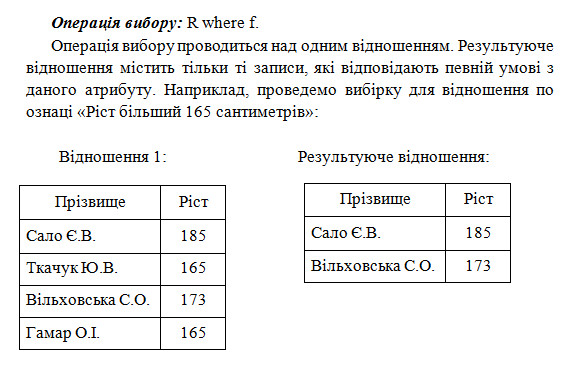 Операція вибору: R where f.
Операція вибору проводиться над одним відношенням. Результуюче
відношення містить тільки ті записи, які відповідають певній умові з
даного атрибуту. Наприклад, проведемо вибірку для відношення по
ознаці «Ріст більший 165 сантиметрів»:
Відношення 1:
Прізвище Ріст
Сало Є.В. 185
Ткачук Ю.В. 165
Вільховська С.О. 173
Гамар О.І. 165
Результуюче відношення:
Прізвище Ріст
Сало Є.В. 185
Вільховська С.О. 173